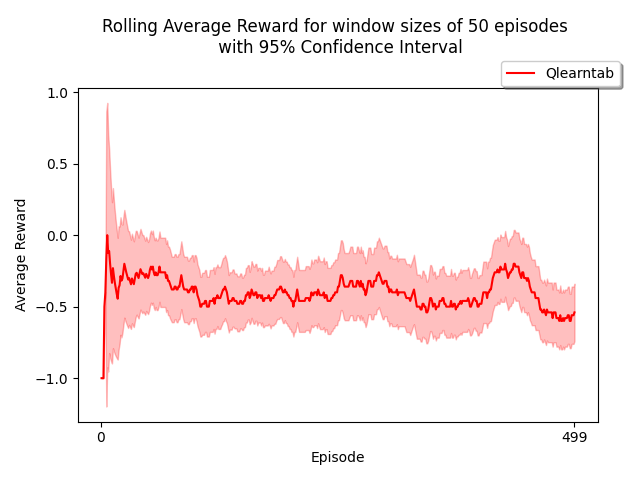 Rolling Average Reward for window sizes of 50 episodes
with 95% Confidence Interval
Qlearntab
1.0
0.5
0.0
−0.5
−1.0
Average Reward
0
499
Episode